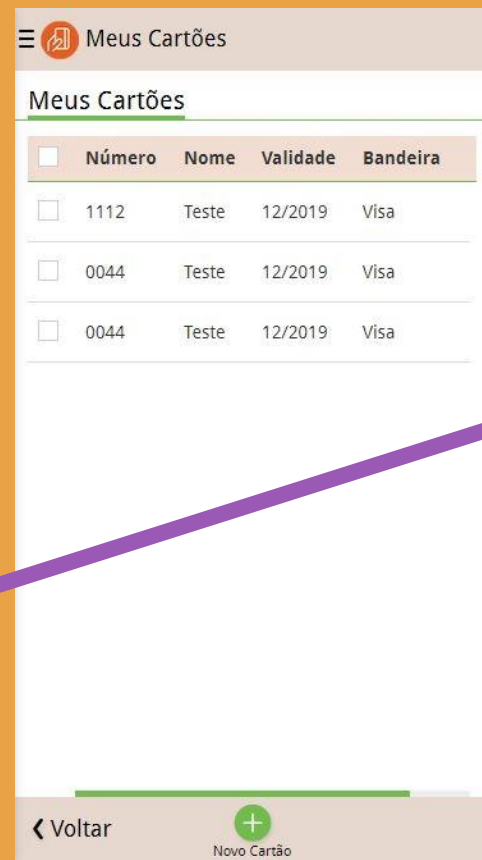 Meus Cartões
Meus Cartões
Número Nome Validade Bandeira
1112 Teste 12/2019 Visa
0044 Teste 12/2019 Visa
0044 Teste 12/2019 Visa
Voltar
Novo Cartão